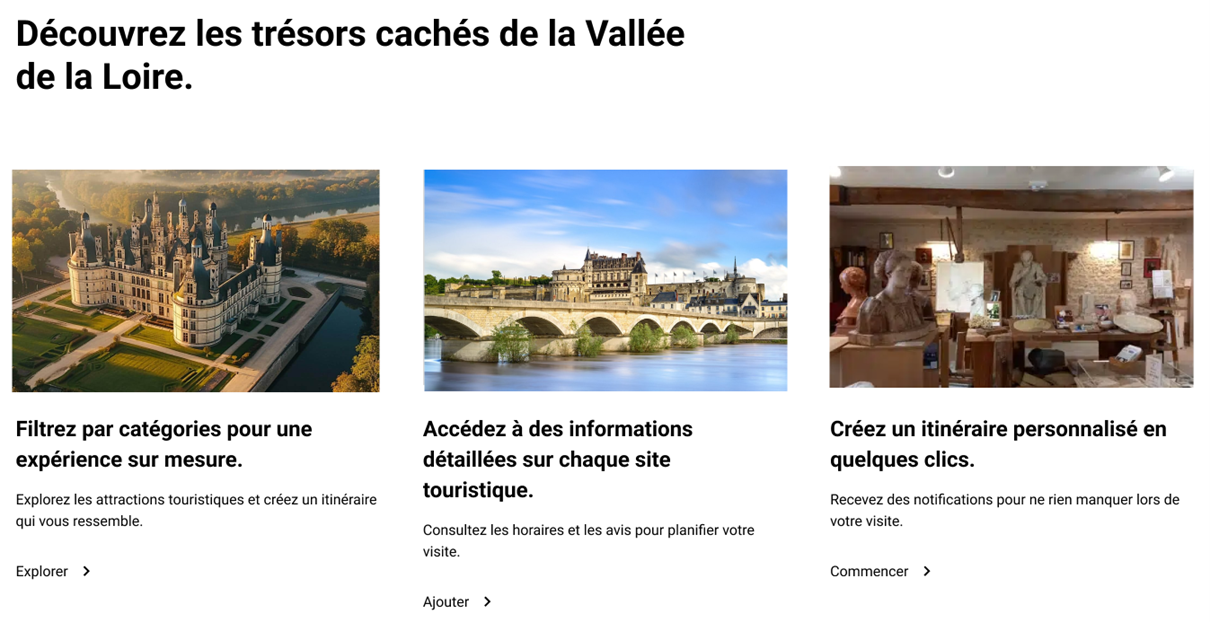 Découvrez les trésors cachés de la Vallée
de la Loire.
Filtrez par catégories pour une
expérience sur mesure.
Explorez les attractions touristiques et créez un itinéraire
qui vous ressemble.
Explorer
Accédez à des informations
détaillées sur chaque site
touristique.
Consultez les horaires et les avis pour planifier votre
visite.
Ajouter
Créez un itinéraire personnalisé en
quelques clics.
Recevez des notifications pour ne rien manquer lors de
votre visite.
Commencer